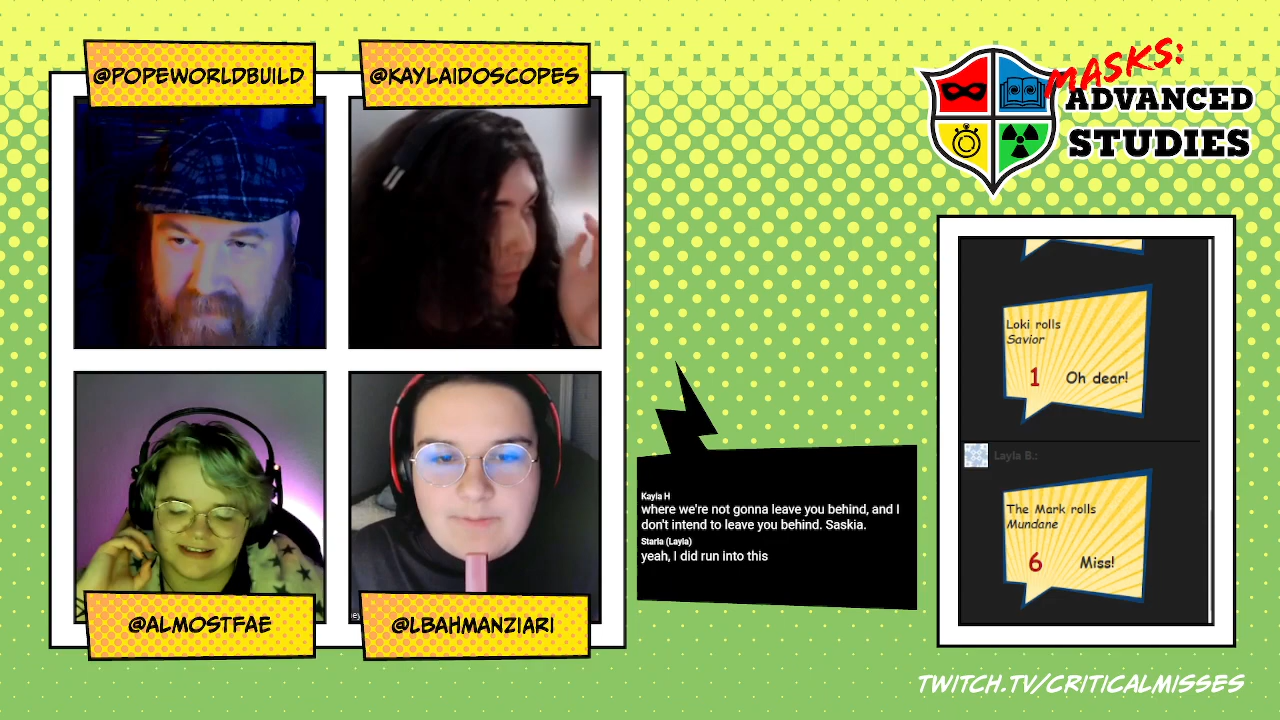 @POPEWORLDBUILD
@KAYLAIDOSCOPES
@ALMOSTFAE
@LBAHMANZIARI
Kayla H
where we're not gonna leave you behind, and I
don't intend to leave you behind. Saskia.
Starla (Layla)
yeah, I did run into this
MASKS:
ADVANCED
STUDIES
Loki rolls
Savior
1 Oh dear!
Layla B.:
The Mark rolls
Mundane
6 Miss!
TWITCH.TV/CRITICALMISSES